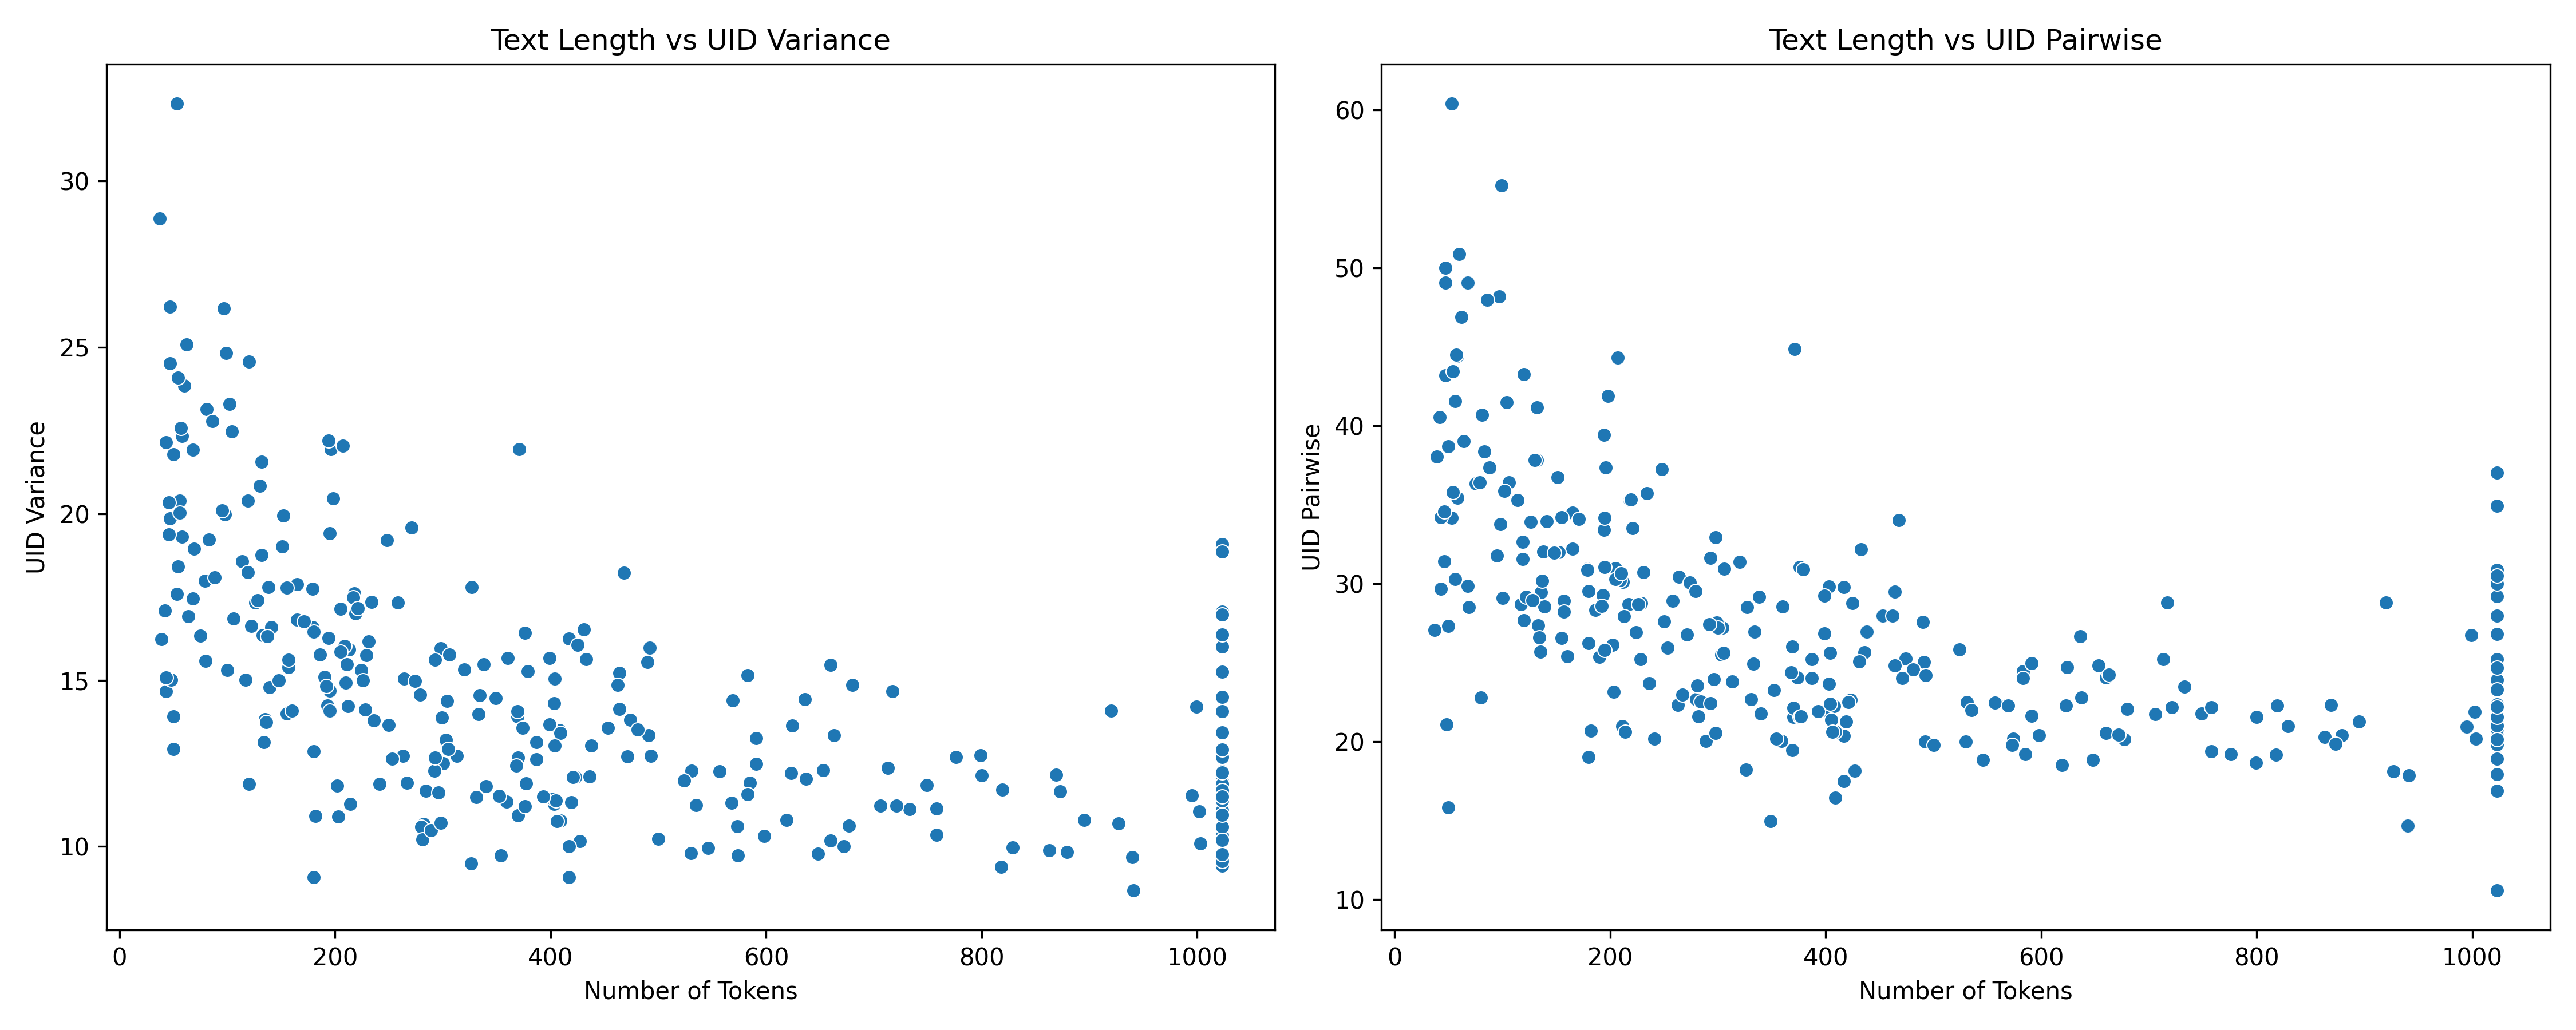 Text Length vs UID Variance
UID Variance
30
25
20
15
10
0 200 400 600 800 1000
Number of Tokens
Text Length vs UID Pairwise
UID Pairwise
60
50
40
30
20
10
0 200 400 600 800 1000
Number of Tokens